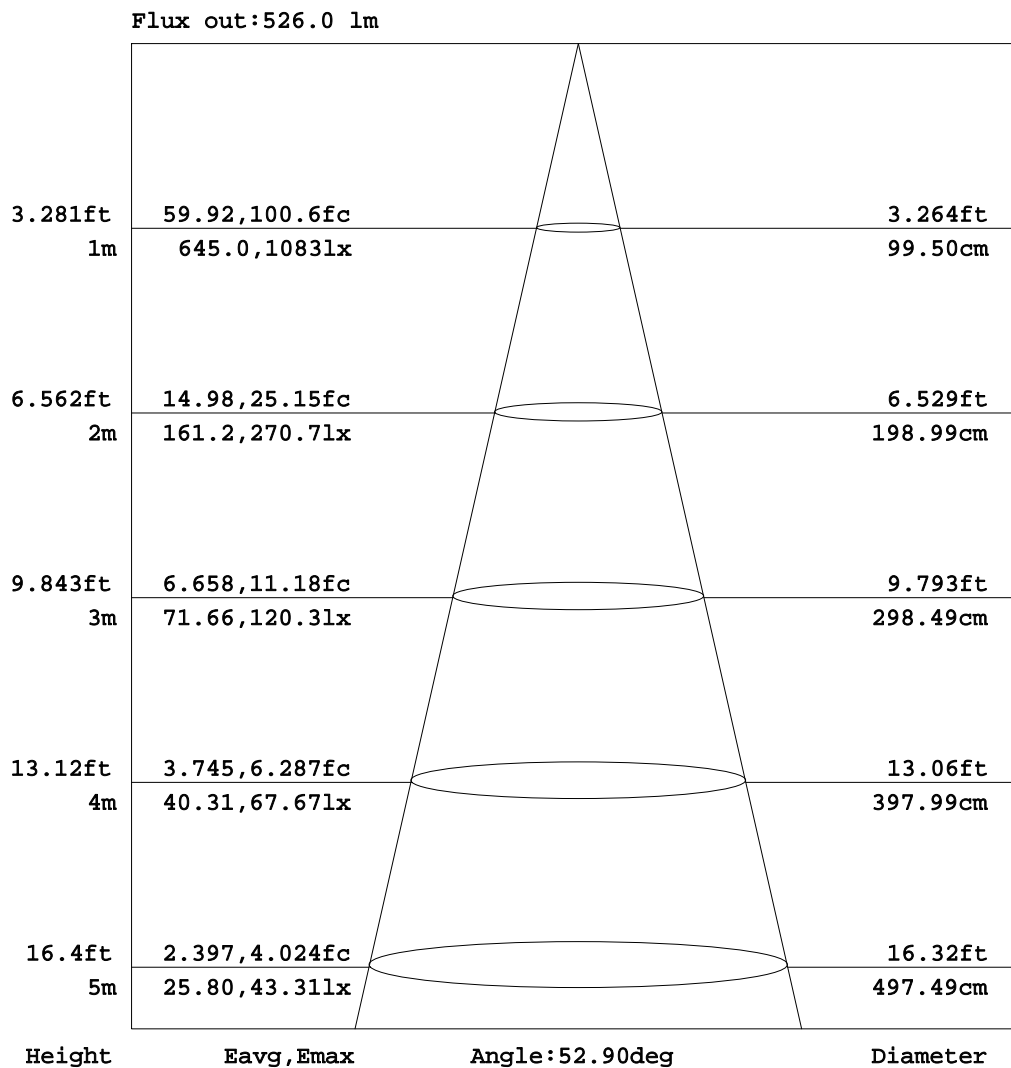 Flux out:526.0 lm
3.281ft 59.92,100.6fc 3.264ft
1m 645.0,1083lx 99.50cm
6.562ft 14.98,25.15fc 6.529ft
2m 161.2,270.7lx 198.99cm
9.843ft 6.658,11.18fc 9.793ft
3m 71.66,120.3lx 298.49cm
13.12ft 3.745,6.287fc 13.06ft
4m 40.31,67.67lx 397.99cm
16.4ft 2.397,4.024fc 16.32ft
5m 25.80,43.31lx 497.49cm
Height Eavg,Emax Angle:52.90deg Diameter